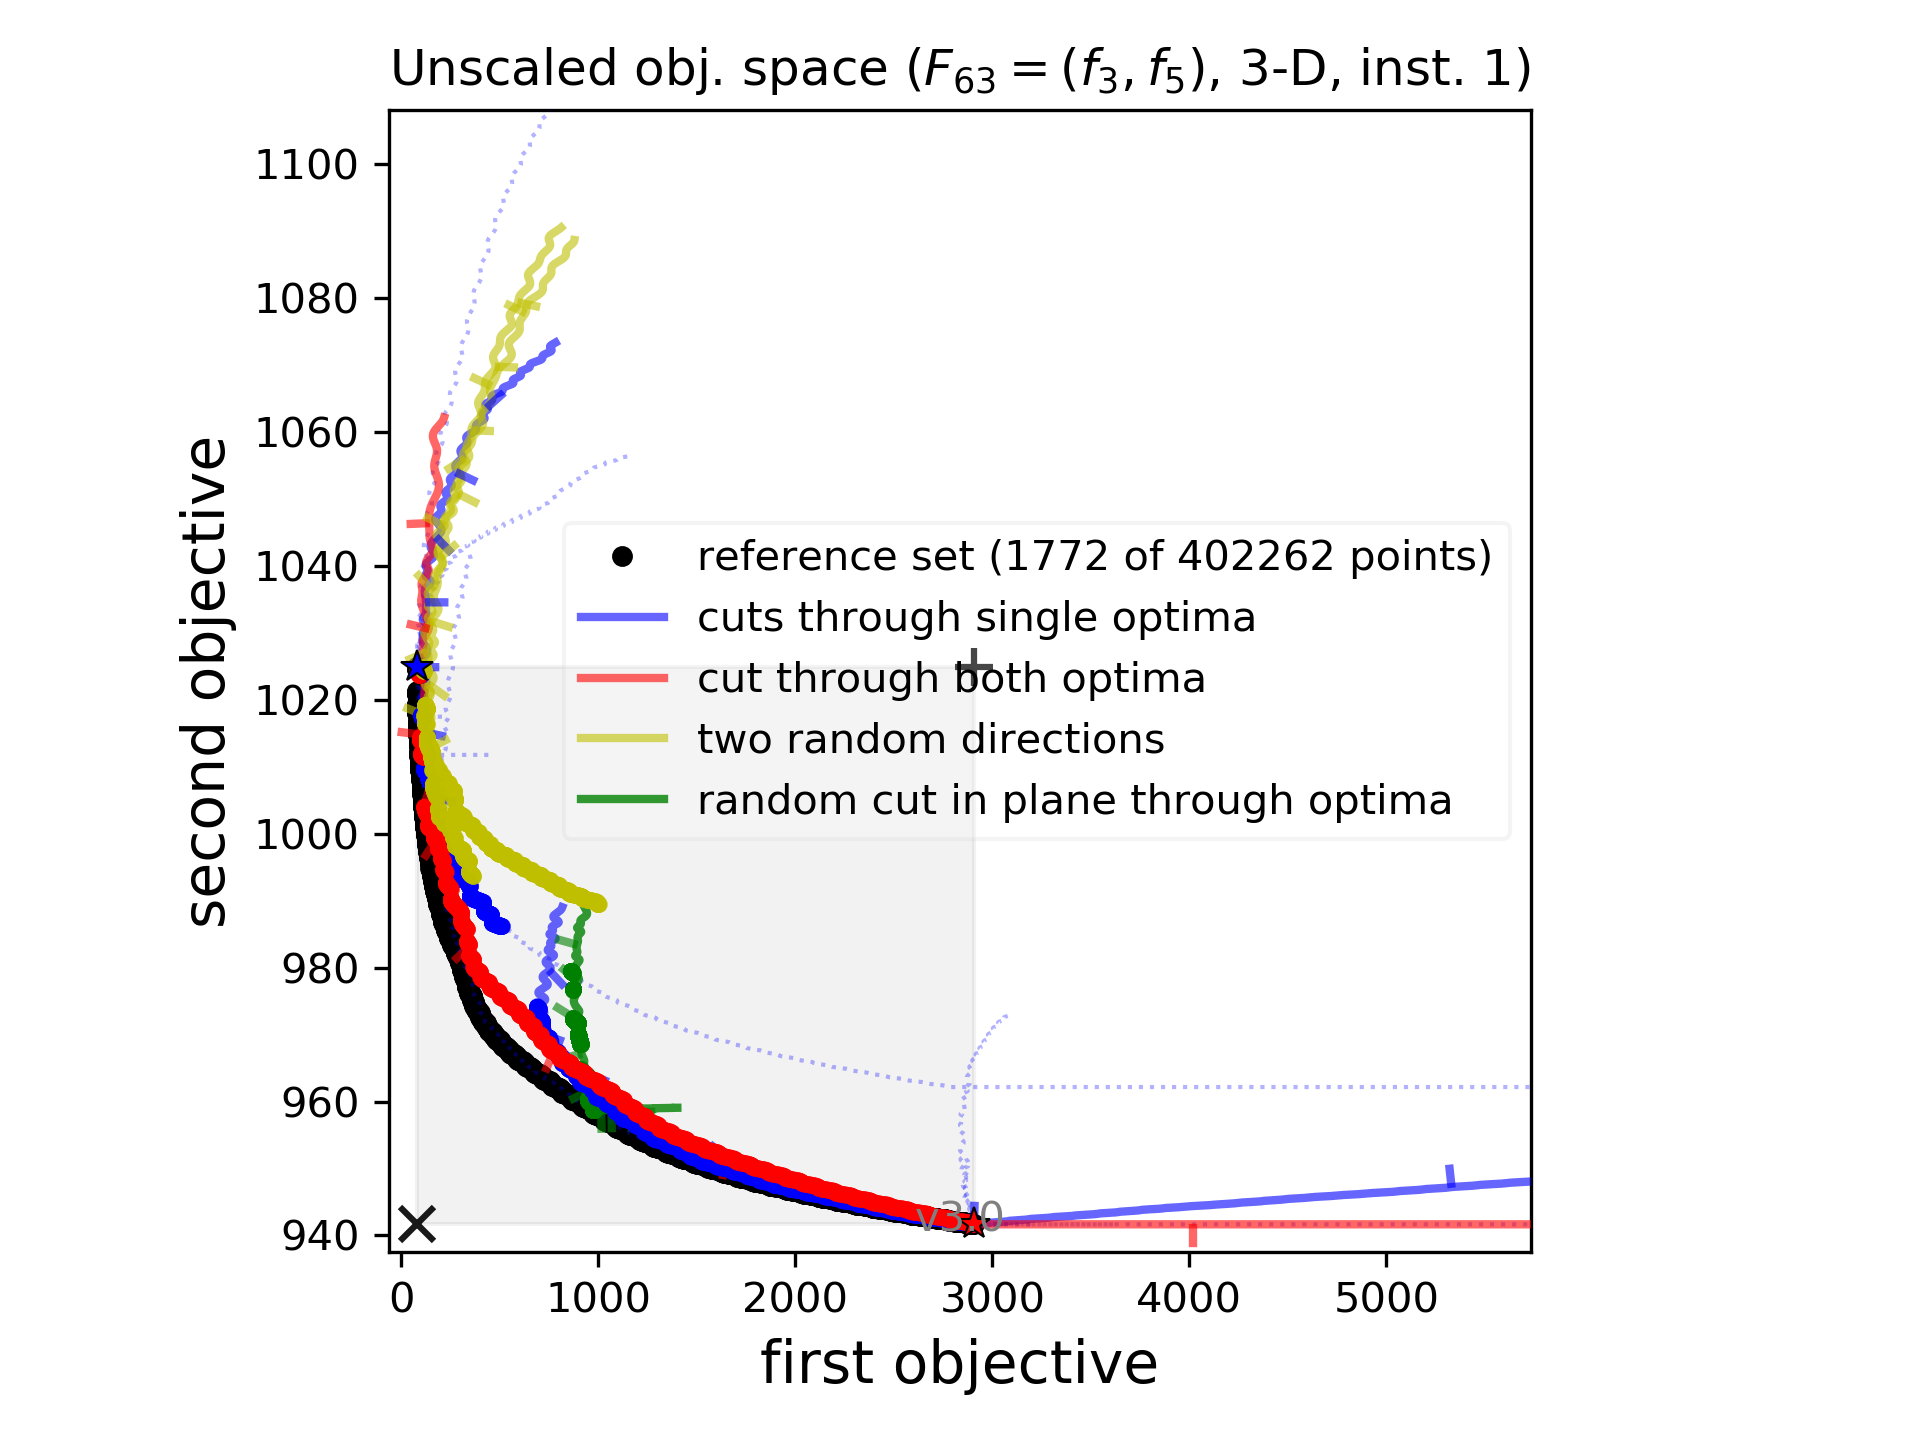 Unscaled obj. space (F₆₃ = (f₃, f₅), 3-D, inst. 1)
second objective
1100
1080
1060
1040
1020
1000
980
960
940
reference set (1772 of 402262 points)
cuts through single optima
cut through both optima
two random directions
random cut in plane through optima
v3.0
0 1000 2000 3000 4000 5000
first objective